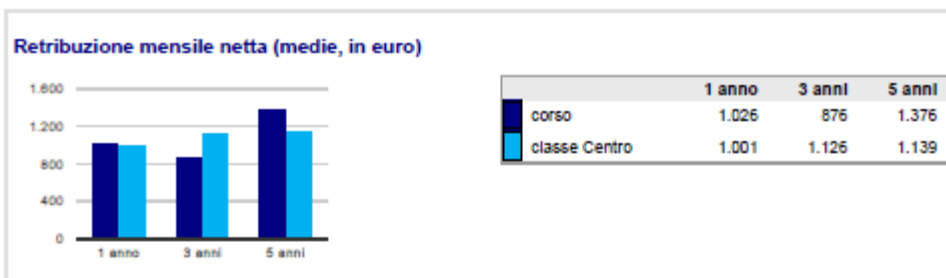 Retribuzione mensile netta (medie, in euro)
1.600
1.200
800
400
0
1 anno 3 anni 5 anni
1 anno 3 anni 5 anni
corso 1.026 876 1.376
classe Centro 1.001 1.126 1.139